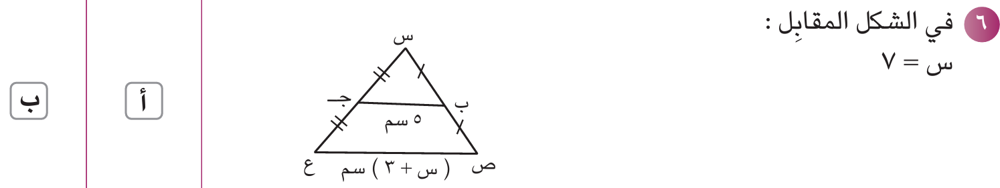 ٦ في الشكل المقابِل :
س = ٧
أ
ب
س
جـ
ب
٥ سم
ع
ص
( س + ٣ ) سم